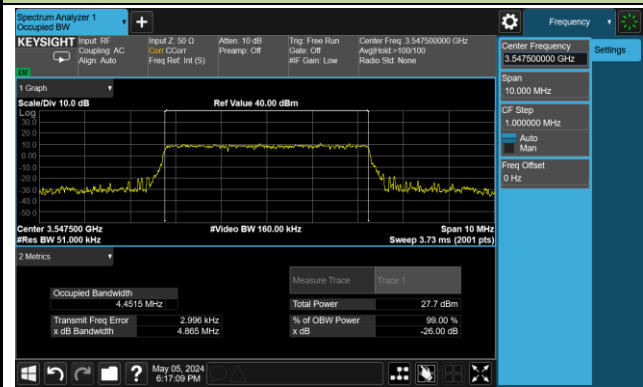 Spectrum Analyzer 1
Occupied BW
Frequency
KEYSIGHT Input: RF Input Z: 50 Ω Atten: 10 dB Trig: Free Run Center Freq: 3.547500000 GHz
Coupling: AC Corr CCorr Preamp: Off Gate: Off Avg|Hold:>100/100
Align: Auto Freq Ref: Int (S) #IF Gain: Low Radio Std: None
LXI
Center Frequency
3.547500000 GHz
Settings
Span
10.000 MHz
CF Step
1.000000 MHz
Auto
Man
Freq Offset
0 Hz
1 Graph
Scale/Div 10.0 dB Ref Value 40.00 dBm
Log
30.0
20.0
10.0
0.00
-10.0
-20.0
-30.0
-40.0
-50.0
Center 3.547500 GHz #Video BW 160.00 kHz Span 10 MHz
#Res BW 51.000 kHz Sweep 3.73 ms (2001 pts)
2 Metrics
Measure Trace Trace 1
Occupied Bandwidth
4.4515 MHz Total Power 27.7 dBm
Transmit Freq Error 2.996 kHz % of OBW Power 99.00 %
x dB Bandwidth 4.865 MHz x dB -26.00 dB
May 05, 2024
6:17:09 PM